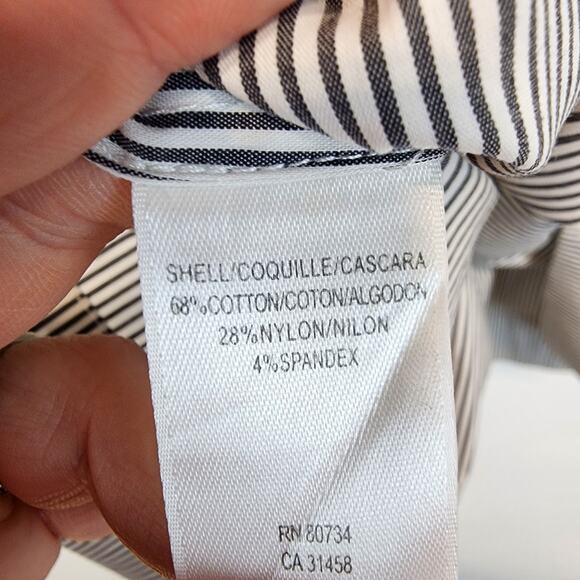 SHELL/COQUILLE/CASCARA
68%COTTON/COTON/ALGODON
28%NYLON/NILON
4%SPANDEX
RN 80734
CA 31458